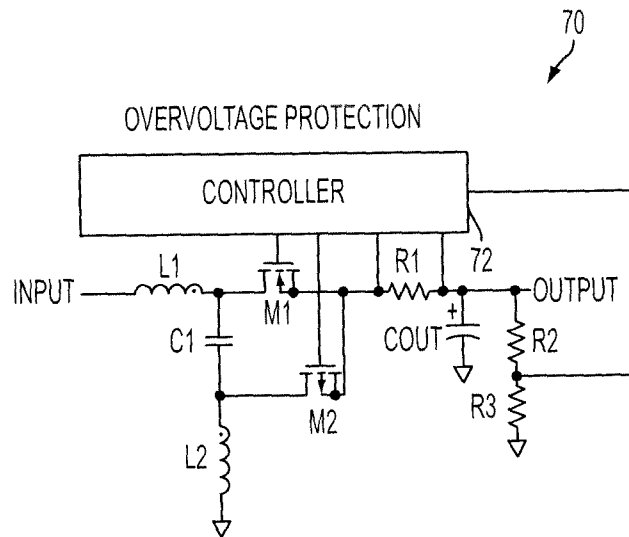 70
OVERVOLTAGE PROTECTION
CONTROLLER
72
L1
R1
INPUT
M1
OUTPUT
C1
+
COUT
R2
M2
R3
L2